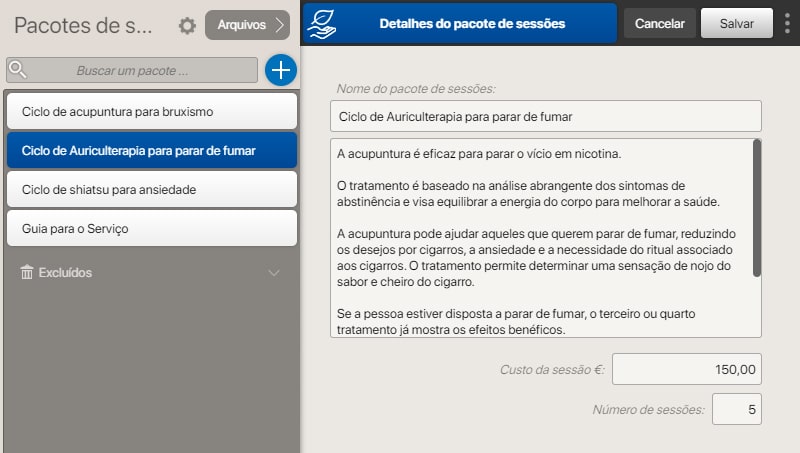 Pacotes de s...
Arquivos
Buscar um pacote ...
Ciclo de acupuntura para bruxismo
Ciclo de Auriculterapia para parar de fumar
Ciclo de shiatsu para ansiedade
Guia para o Serviço
Excluídos
Detalhes do pacote de sessões
Cancelar
Salvar
Nome do pacote de sessões:
Ciclo de Auriculterapia para parar de fumar
A acupuntura é eficaz para parar o vício em nicotina.
O tratamento é baseado na análise abrangente dos sintomas de
abstinência e visa equilibrar a energia do corpo para melhorar a saúde.
A acupuntura pode ajudar aqueles que querem parar de fumar, reduzindo
os desejos por cigarros, a ansiedade e a necessidade do ritual associado
aos cigarros. O tratamento permite determinar uma sensação de nojo do
sabor e cheiro do cigarro.
Se a pessoa estiver disposta a parar de fumar, o terceiro ou quarto
tratamento já mostra os efeitos benéficos.
Custo da sessão €: 150,00
Número de sessões: 5